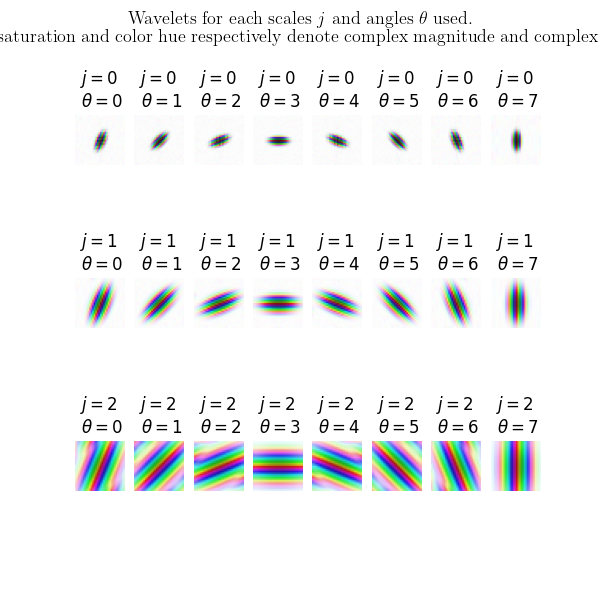 Wavelets for each scales j and angles θ used.
saturation and color hue respectively denote complex magnitude and complex
j = 0 j = 0 j = 0 j = 0 j = 0 j = 0 j = 0 j = 0
θ = 0 θ = 1 θ = 2 θ = 3 θ = 4 θ = 5 θ = 6 θ = 7
j = 1 j = 1 j = 1 j = 1 j = 1 j = 1 j = 1 j = 1
θ = 0 θ = 1 θ = 2 θ = 3 θ = 4 θ = 5 θ = 6 θ = 7
j = 2 j = 2 j = 2 j = 2 j = 2 j = 2 j = 2 j = 2
θ = 0 θ = 1 θ = 2 θ = 3 θ = 4 θ = 5 θ = 6 θ = 7